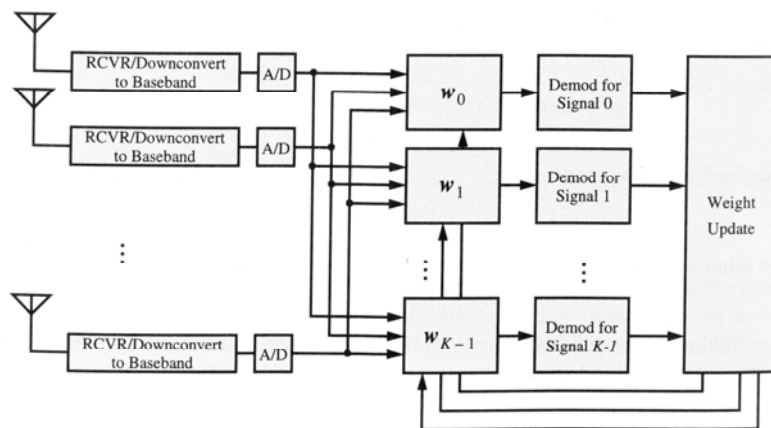 RCVR/Downconvert
to Baseband
A/D
w0
Demod for
Signal 0
RCVR/Downconvert
to Baseband
A/D
w1
Demod for
Signal 1
Weight
Update
RCVR/Downconvert
to Baseband
A/D
wK-1
Demod for
Signal K-1